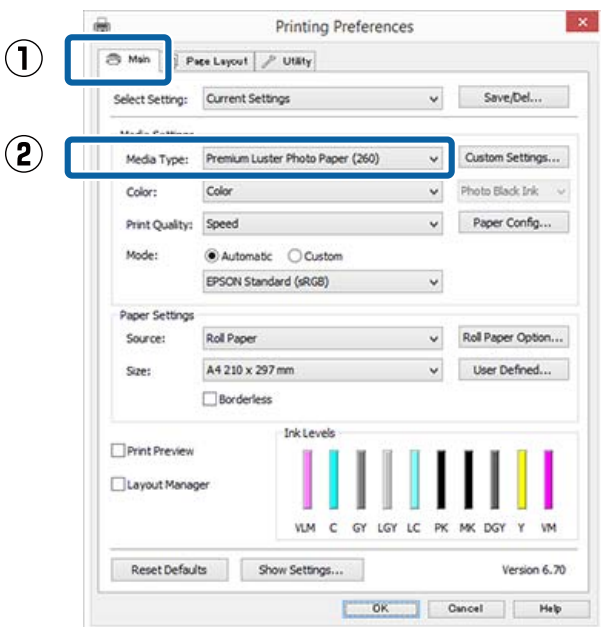 Printing Preferences
①
Main Page Layout Utility
Select Setting: Current Settings Save/Del...
Media Settings
②
Media Type: Premium Luster Photo Paper (260) Custom Settings...
Color: Color Photo Black Ink
Print Quality: Speed Paper Config...
Mode: Automatic Custom
EPSON Standard (sRGB)
Paper Settings
Source: Roll Paper Roll Paper Option...
Size: A4 210 x 297 mm User Defined...
Borderless
Ink Levels
Print Preview
Layout Manager
VLM C GY LGY LC PK MK DGY Y VM
Reset Defaults Show Settings... Version 6.70
OK Cancel Help